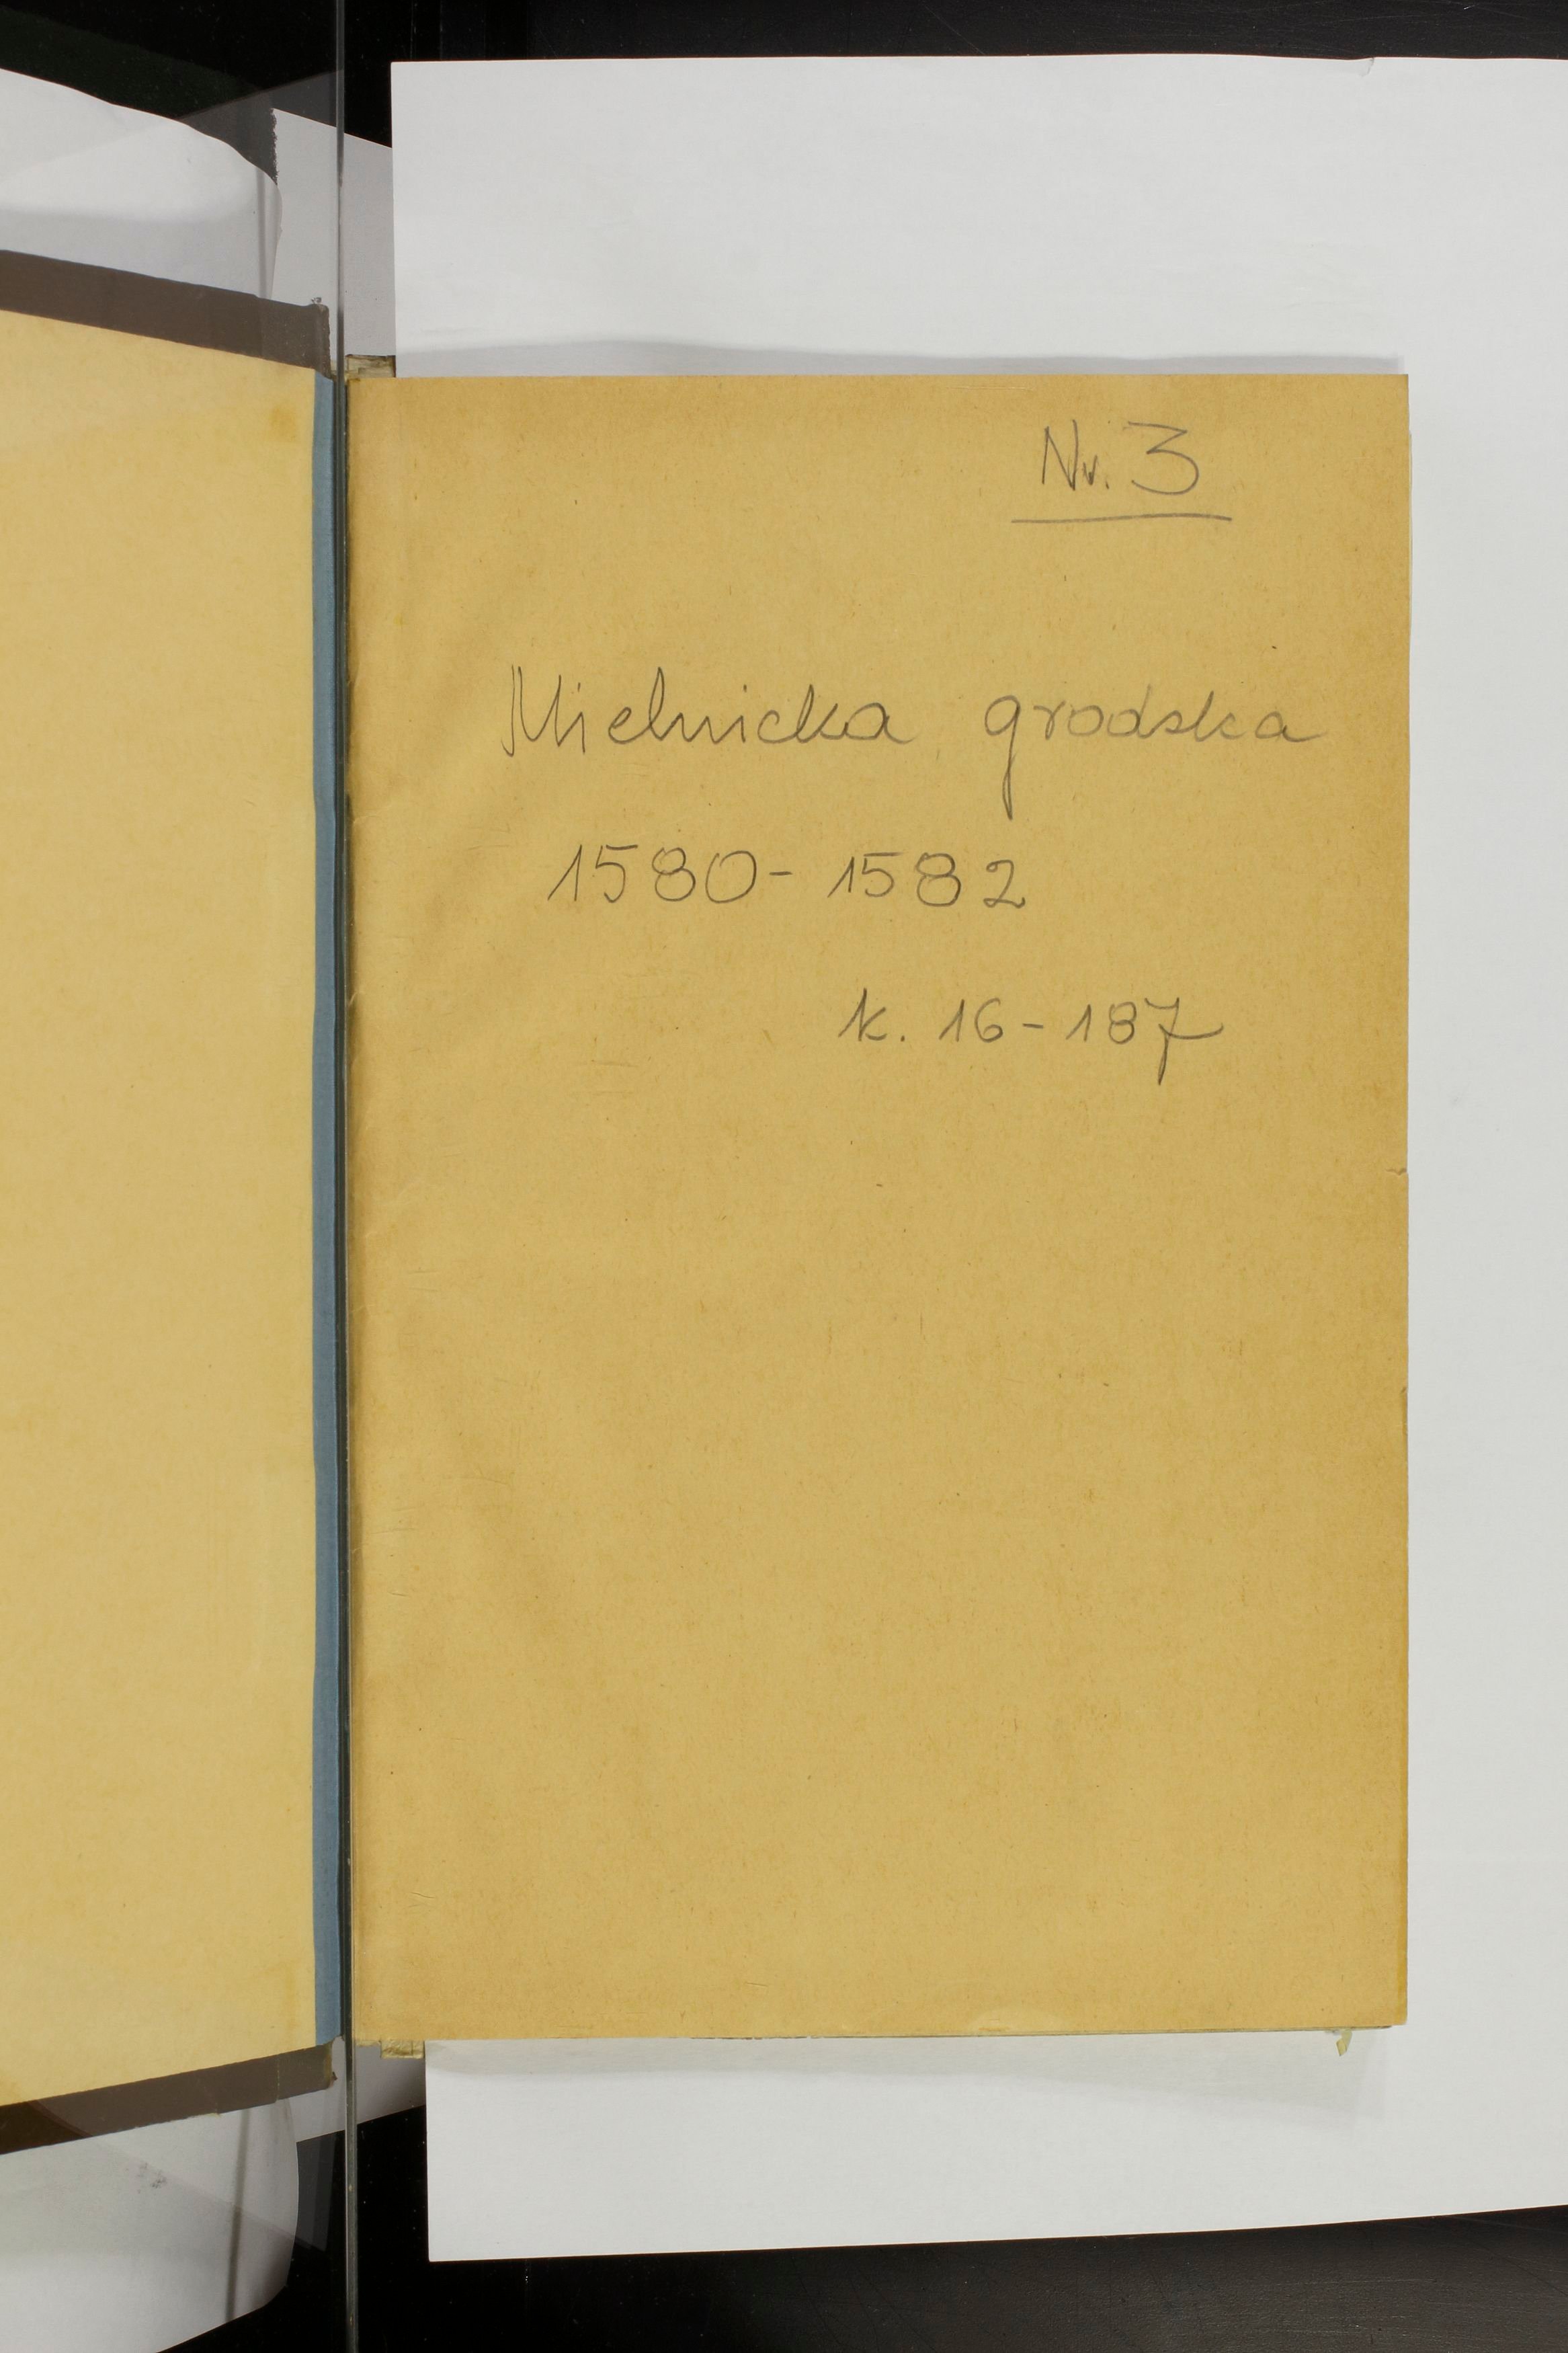 Nr. 3
Mielnicka grodska
1580 - 1582
k. 16 - 187